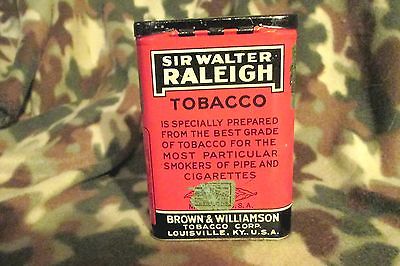 SIR WALTER
RALEIGH
TOBACCO
IS SPECIALLY PREPARED
FROM THE BEST GRADE
OF TOBACCO FOR THE
MOST PARTICULAR
SMOKERS OF PIPE AND
CIGARETTES
S.A.
BROWN & WILLIAMSON
TOBACCO CORP.
LOUISVILLE, KY., U.S.A.